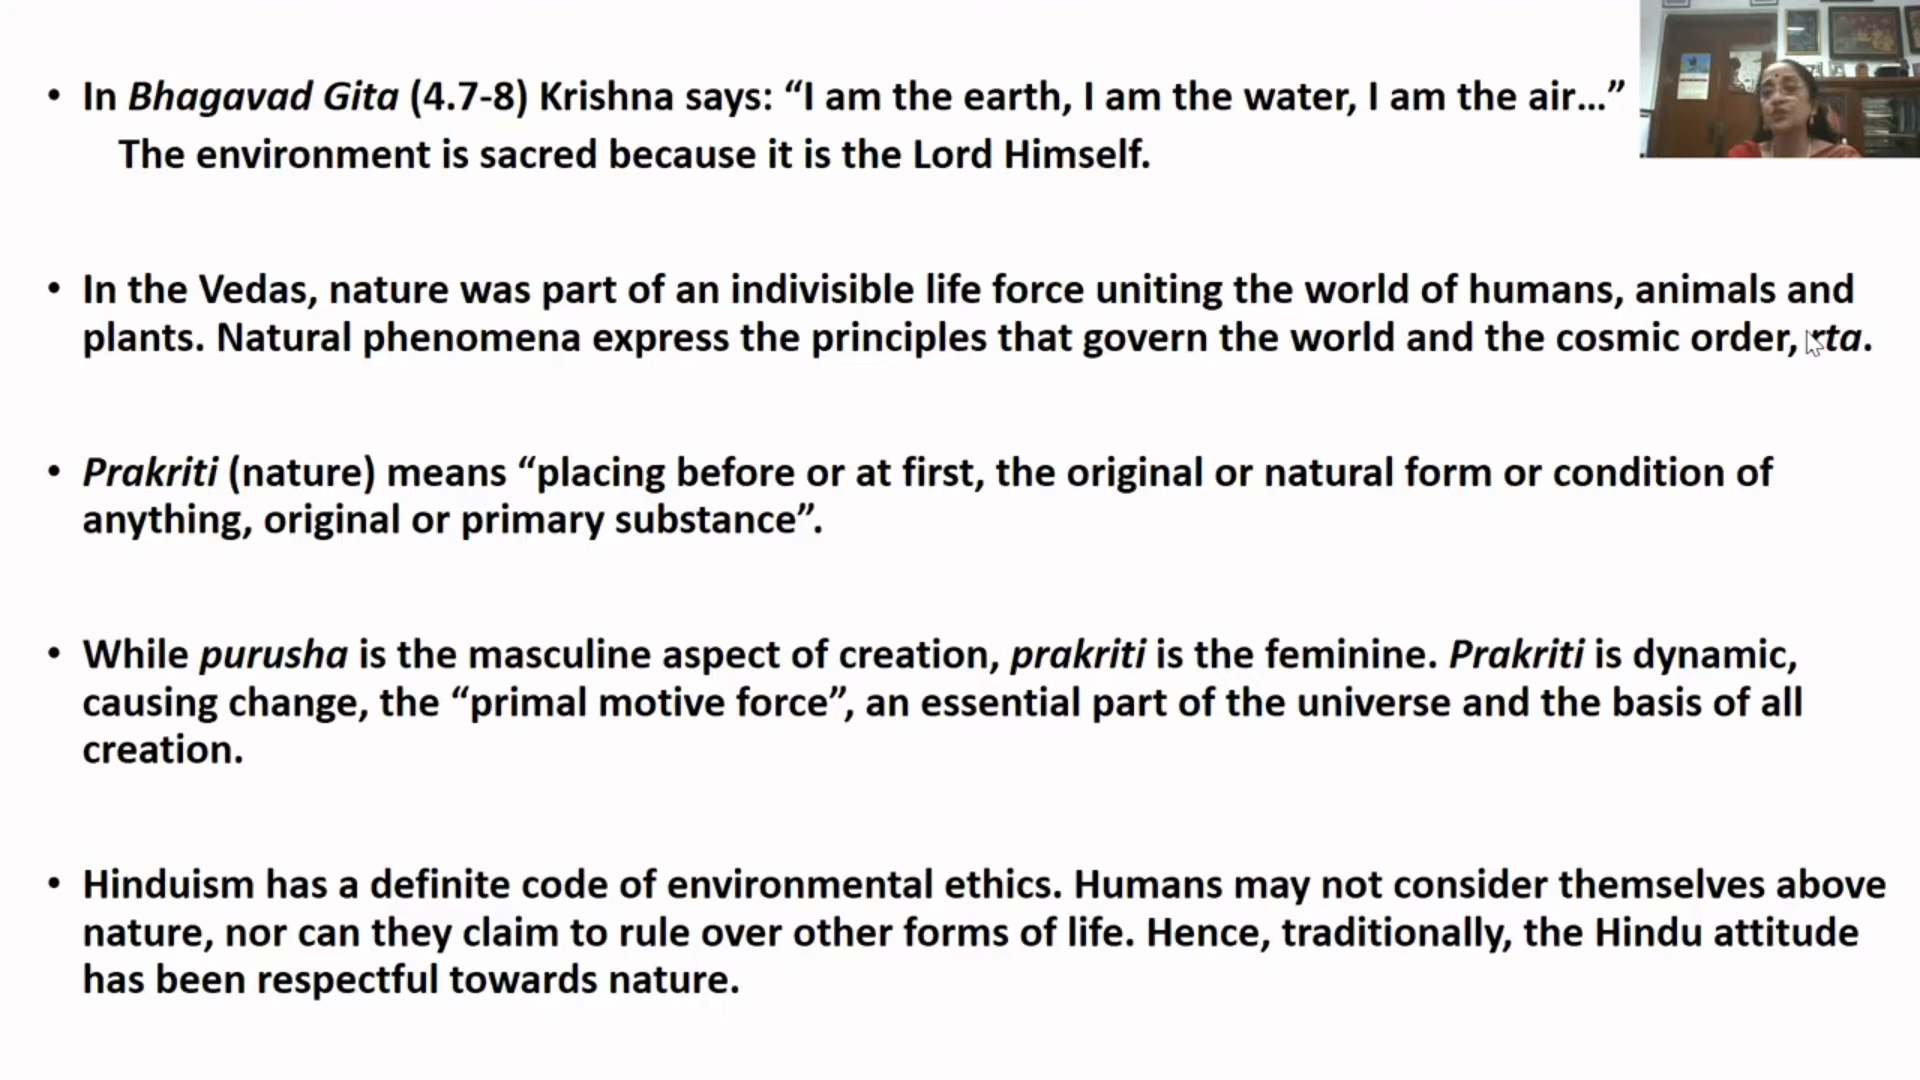 • In Bhagavad Gita (4.7-8) Krishna says: “I am the earth, I am the water, I am the air…”
The environment is sacred because it is the Lord Himself.
• In the Vedas, nature was part of an indivisible life force uniting the world of humans, animals and
plants. Natural phenomena express the principles that govern the world and the cosmic order, rta.
• Prakriti (nature) means “placing before or at first, the original or natural form or condition of
anything, original or primary substance”.
• While purusha is the masculine aspect of creation, prakriti is the feminine. Prakriti is dynamic,
causing change, the “primal motive force”, an essential part of the universe and the basis of all
creation.
• Hinduism has a definite code of environmental ethics. Humans may not consider themselves above
nature, nor can they claim to rule over other forms of life. Hence, traditionally, the Hindu attitude
has been respectful towards nature.